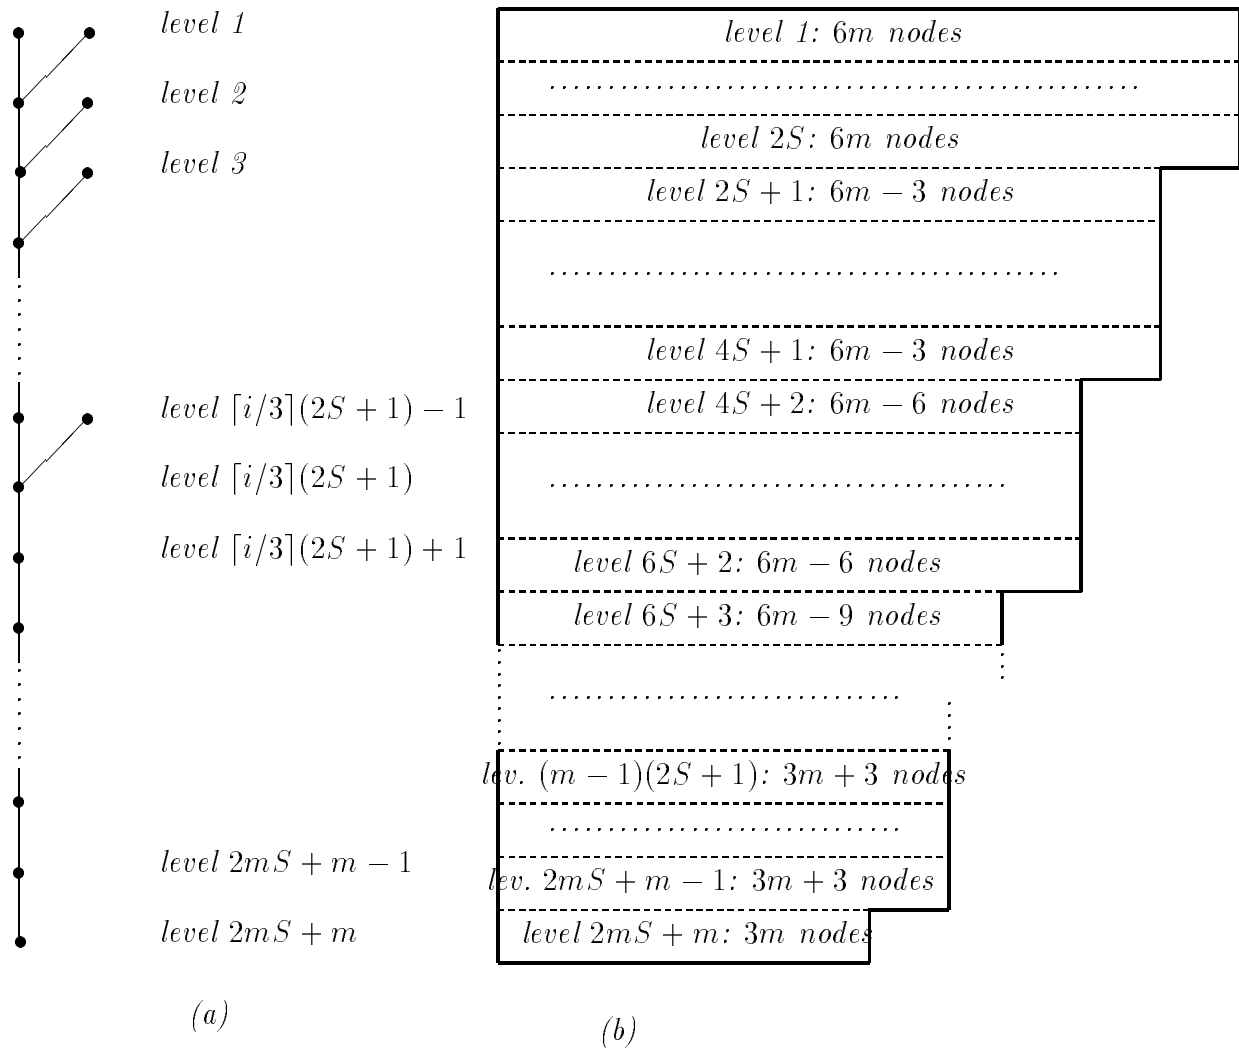 level 1
level 2
level 3
level ⌈i/3⌉(2S + 1) − 1
level ⌈i/3⌉(2S + 1)
level ⌈i/3⌉(2S + 1) + 1
level 2mS + m − 1
level 2mS + m
(a)
level 1: 6m nodes
level 2S: 6m nodes
level 2S + 1: 6m − 3 nodes
level 4S + 1: 6m − 3 nodes
level 4S + 2: 6m − 6 nodes
level 6S + 2: 6m − 6 nodes
level 6S + 3: 6m − 9 nodes
lev. (m − 1)(2S + 1): 3m + 3 nodes
lev. 2mS + m − 1: 3m + 3 nodes
level 2mS + m: 3m nodes
(b)